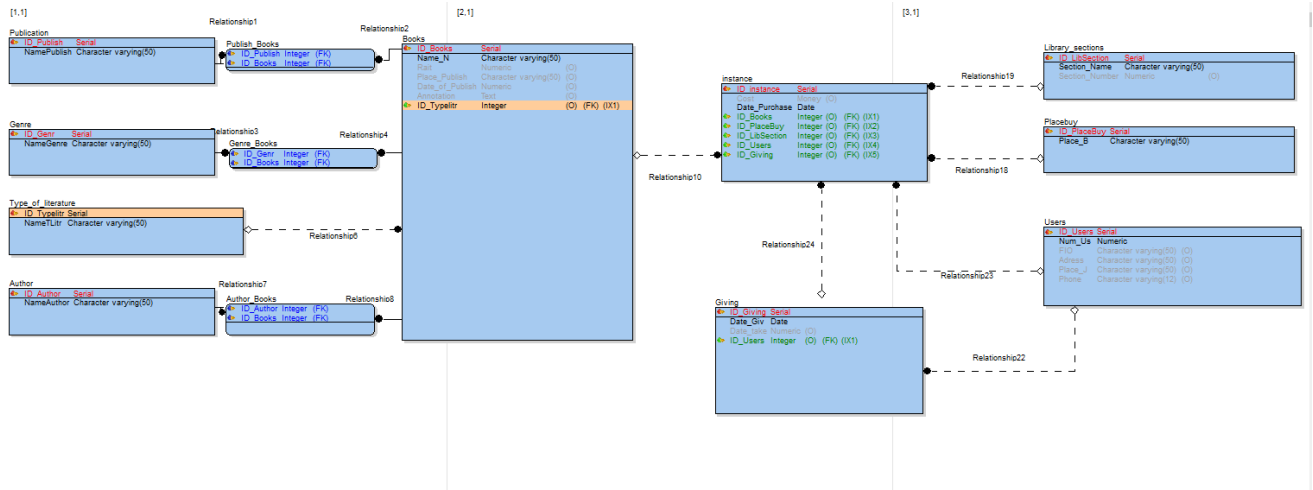 [1,1]
[2,1]
[3,1]
Relationship1
Relationship2
Publication
ID_Publish Serial
NamePublish Character varying(50)
Publish_Books
ID_Publish Integer (FK)
ID_Books Integer (FK)
Books
ID_Books Serial
Name_N Character varying(50)
Rait Numeric (O)
Place_Publish Character varying(50) (O)
Date_of_Publish Numeric (O)
Annotation Text (O)
ID_Typelitr Integer (O) (FK) (IX1)
Genre
ID_Genr Serial
NameGenre Character varying(50)
Relationship3
Relationship4
Genre_Books
ID_Genr Integer (FK)
ID_Books Integer (FK)
Type_of_literature
ID_Typelitr Serial
NameTLitr Character varying(50)
Relationship6
Author
ID_Author Serial
NameAuthor Character varying(50)
Relationship7
Relationship8
Author_Books
ID_Author Integer (FK)
ID_Books Integer (FK)
Relationship10
instance
ID_instance Serial
Cost Money (O)
Date_Purchase Date
ID_Books Integer (O) (FK) (IX1)
ID_PlaceBuy Integer (O) (FK) (IX2)
ID_LibSection Integer (O) (FK) (IX3)
ID_Users Integer (O) (FK) (IX4)
ID_Giving Integer (O) (FK) (IX5)
Relationship19
Relationship18
Relationship24
Relationship23
Relationship22
Library_sections
ID_LibSection Serial
Section_Name Character varying(50)
Section_Number Numeric (O)
Placebuy
ID_PlaceBuy Serial
Place_B Character varying(50)
Users
ID_Users Serial
Num_Us Numeric
FIO Character varying(50) (O)
Adress Character varying(50) (O)
Place_J Character varying(50) (O)
Phone Character varying(12) (O)
Giving
ID_Giving Serial
Date_Giv Date
Date_take Numeric (O)
ID_Users Integer (O) (FK) (IX1)